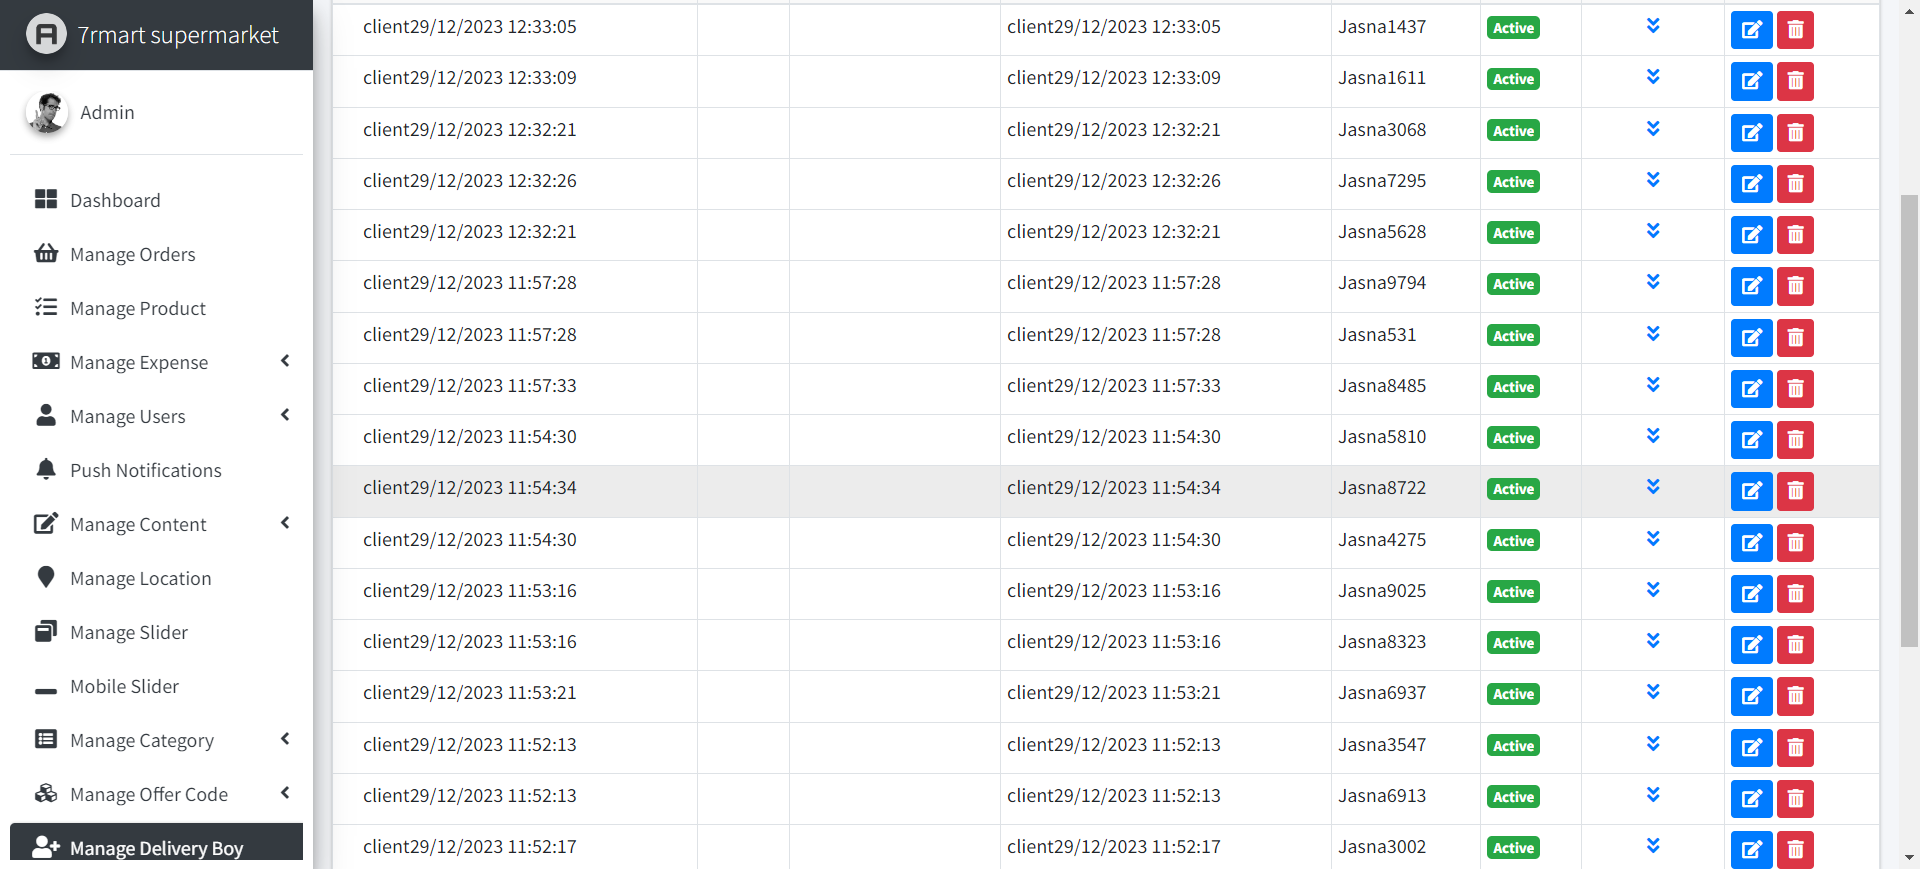 7rmart supermarket
Admin
Dashboard
Manage Orders
Manage Product
Manage Expense
Manage Users
Push Notifications
Manage Content
Manage Location
Manage Slider
Mobile Slider
Manage Category
Manage Offer Code
Manage Delivery Boy
client29/12/2023 12:33:05 client29/12/2023 12:33:05 Jasna1437 Active
client29/12/2023 12:33:09 client29/12/2023 12:33:09 Jasna1611 Active
client29/12/2023 12:32:21 client29/12/2023 12:32:21 Jasna3068 Active
client29/12/2023 12:32:26 client29/12/2023 12:32:26 Jasna7295 Active
client29/12/2023 12:32:21 client29/12/2023 12:32:21 Jasna5628 Active
client29/12/2023 11:57:28 client29/12/2023 11:57:28 Jasna9794 Active
client29/12/2023 11:57:28 client29/12/2023 11:57:28 Jasna531 Active
client29/12/2023 11:57:33 client29/12/2023 11:57:33 Jasna8485 Active
client29/12/2023 11:54:30 client29/12/2023 11:54:30 Jasna5810 Active
client29/12/2023 11:54:34 client29/12/2023 11:54:34 Jasna8722 Active
client29/12/2023 11:54:30 client29/12/2023 11:54:30 Jasna4275 Active
client29/12/2023 11:53:16 client29/12/2023 11:53:16 Jasna9025 Active
client29/12/2023 11:53:16 client29/12/2023 11:53:16 Jasna8323 Active
client29/12/2023 11:53:21 client29/12/2023 11:53:21 Jasna6937 Active
client29/12/2023 11:52:13 client29/12/2023 11:52:13 Jasna3547 Active
client29/12/2023 11:52:13 client29/12/2023 11:52:13 Jasna6913 Active
client29/12/2023 11:52:17 client29/12/2023 11:52:17 Jasna3002 Active